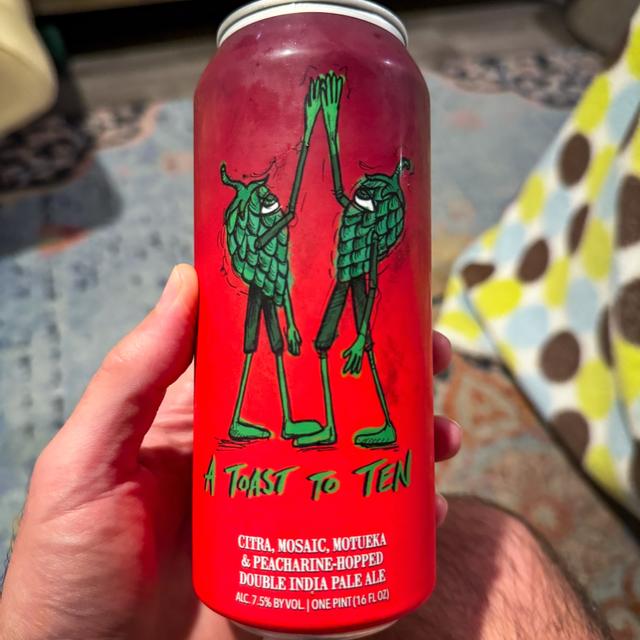 A TOAST TO TEN
CITRA, MOSAIC, MOTUEKA
& PEACHARINE-HOPPED
DOUBLE INDIA PALE ALE
ALC. 7.5% BY VOL. | ONE PINT (16 FL OZ)